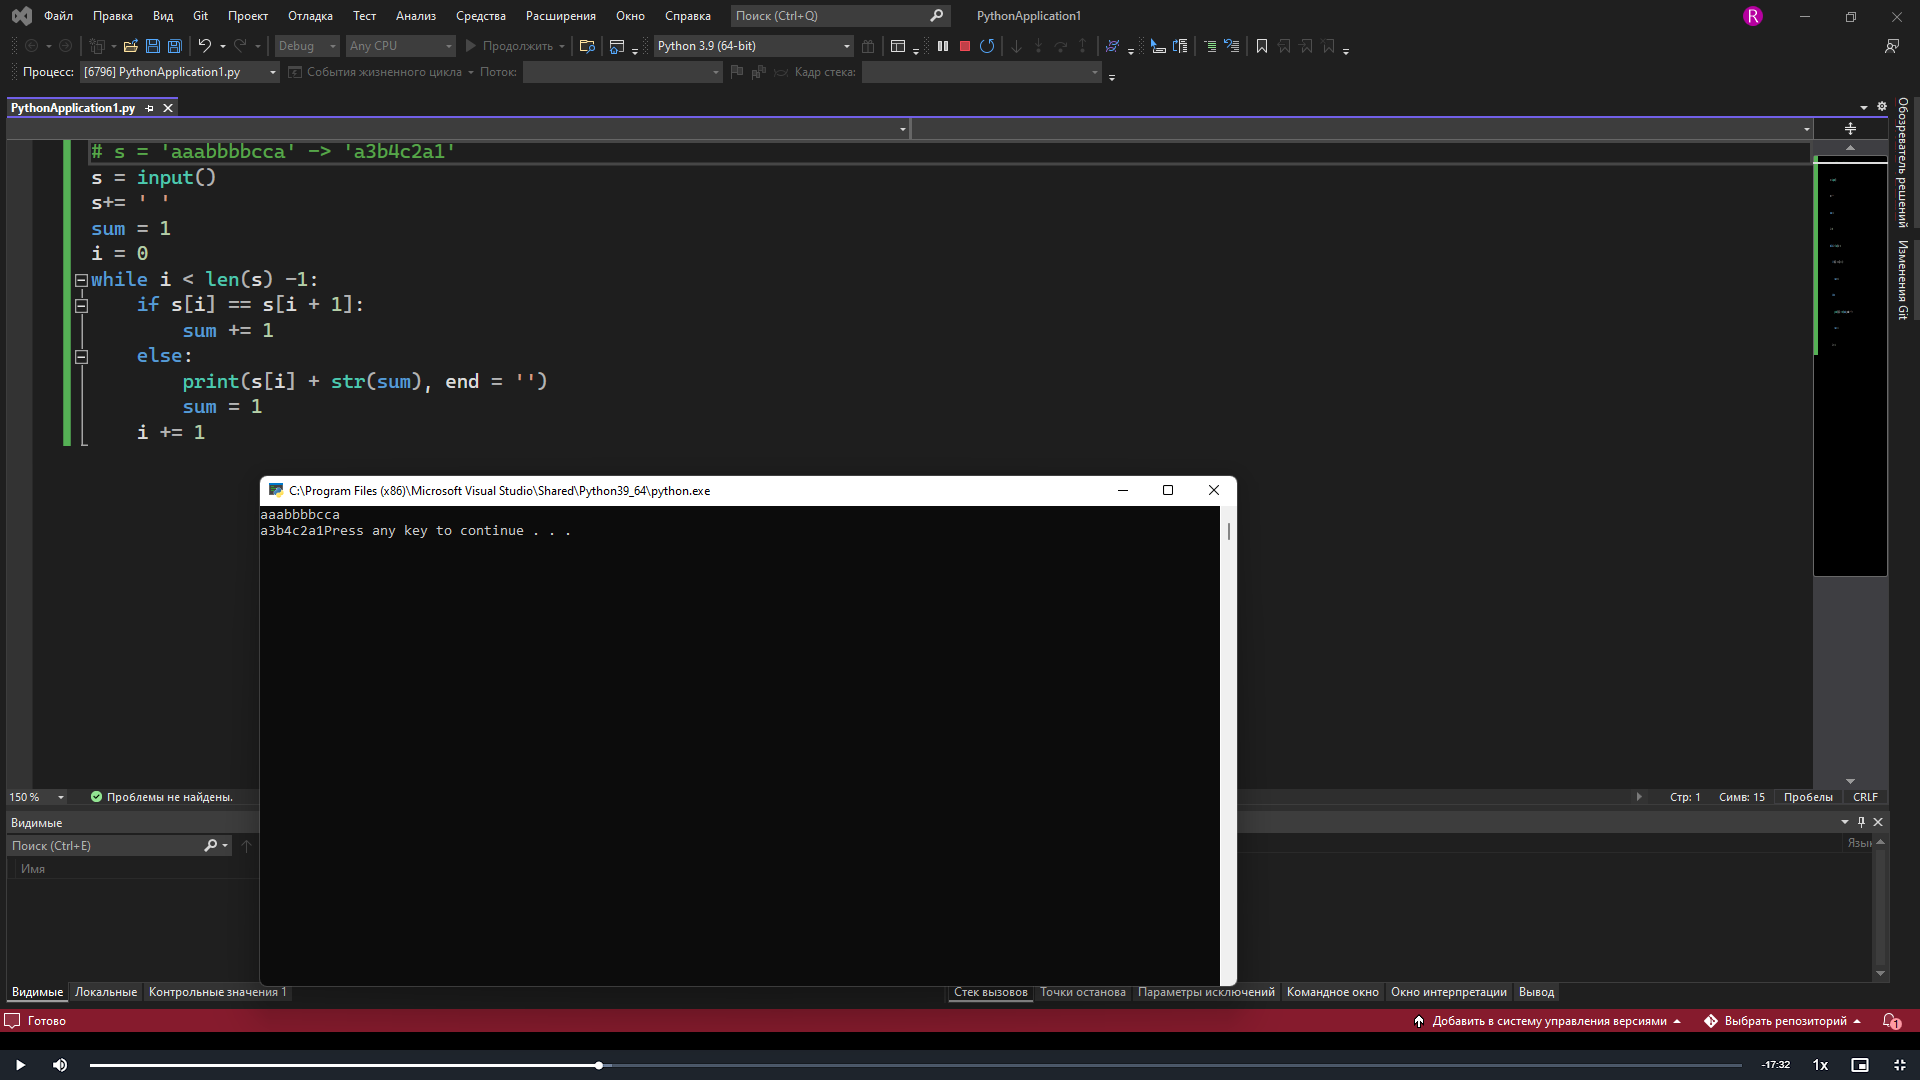 Файл Правка Вид Git Проект Отладка Тест Анализ Средства Расширения Окно Справка Поиск (Ctrl+Q) PythonApplication1 R
Debug Any CPU Продолжить Python 3.9 (64-bit)
Процесс: [6796] PythonApplication1.py События жизненного цикла Поток: Кадр стека:
PythonApplication1.py
# s = 'aaabbbbcca' -> 'a3b4c2a1'
s = input()
s+= ' '
sum = 1
i = 0
while i < len(s) -1:
if s[i] == s[i + 1]:
sum += 1
else:
print(s[i] + str(sum), end = '')
sum = 1
i += 1
Обозреватель решений
Изменения Git
C:\Program Files (x86)\Microsoft Visual Studio\Shared\Python39_64\python.exe
aaabbbbcca
a3b4c2a1Press any key to continue . . .
150 % Проблемы не найдены. Стр: 1 Симв: 15 Пробелы CRLF
Видимые
Поиск (Ctrl+E)
Имя
Язык
Видимые Локальные Контрольные значения 1 Стек вызовов Точки останова Параметры исключений Командное окно Окно интерпретации Вывод
Готово Добавить в систему управления версиями Выбрать репозиторий 1
-17:32 1x